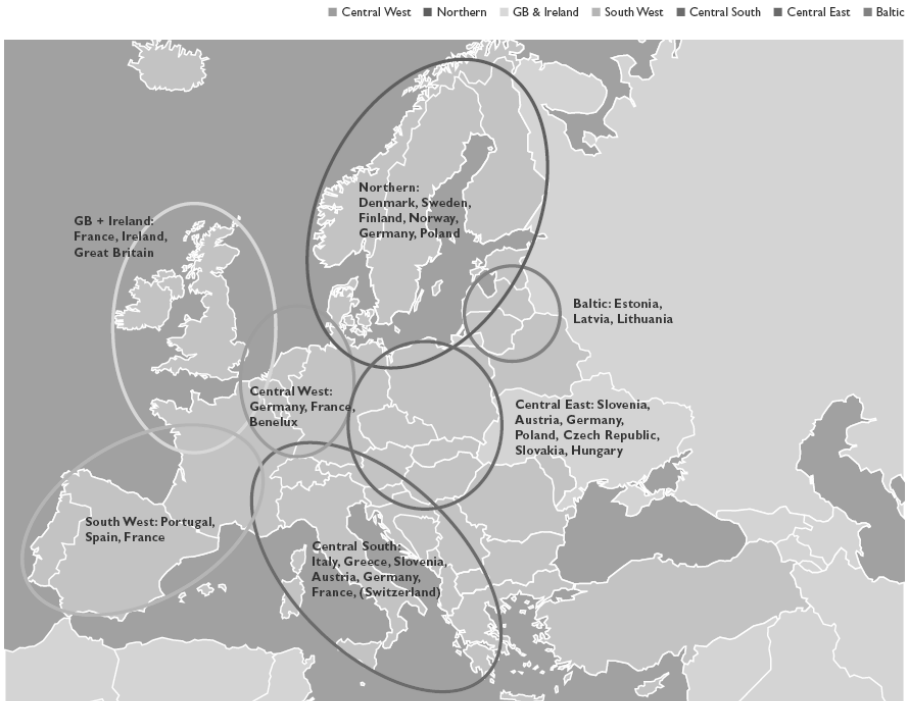 Central West Northern GB & Ireland South West Central South Central East Baltic
Northern:
Denmark, Sweden,
Finland, Norway,
Germany, Poland
GB + Ireland:
France, Ireland,
Great Britain
Baltic: Estonia,
Latvia, Lithuania
Central West:
Germany, France,
Benelux
Central East: Slovenia,
Austria, Germany,
Poland, Czech Republic,
Slovakia, Hungary
South West: Portugal,
Spain, France
Central South:
Italy, Greece, Slovenia,
Austria, Germany,
France, (Switzerland)